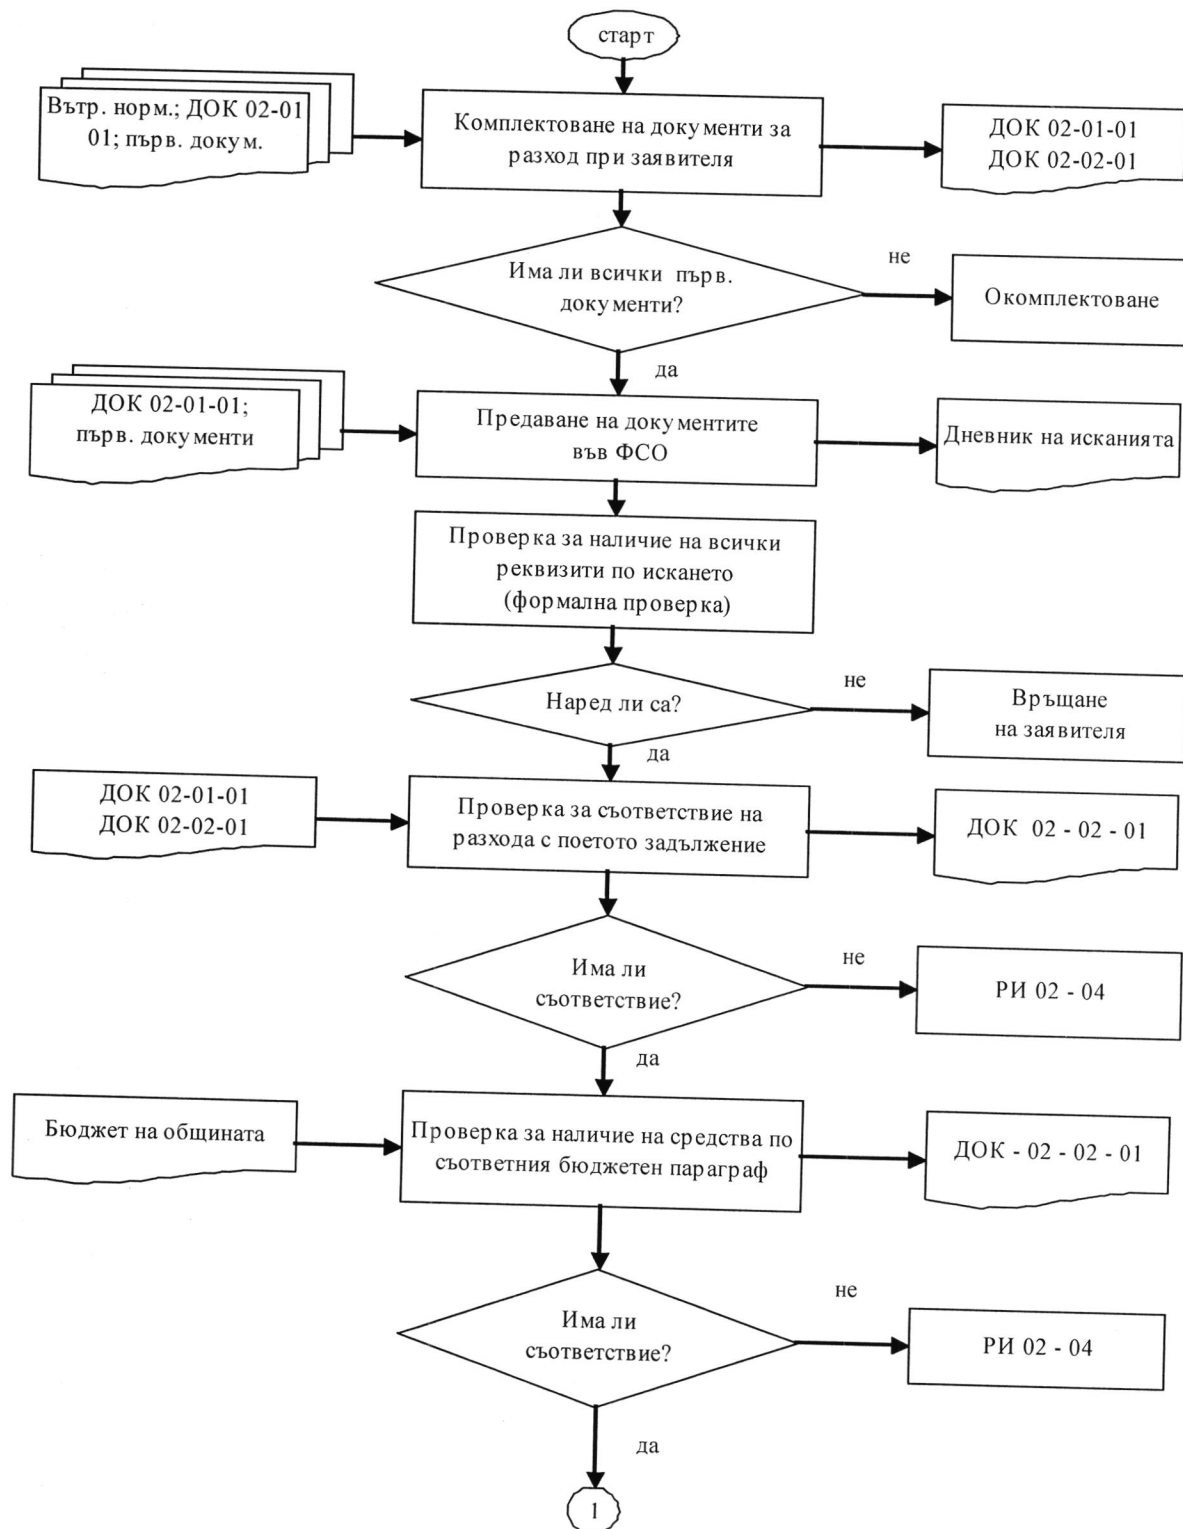 старт
Вътр. норм.; ДОК 02-01
01; първ. докум.
Комплектоване на документи за
разход при заявителя
ДОК 02-01-01
ДОК 02-02-01
Има ли всички първ.
документи?
не
Окомплектоване
да
ДОК 02-01-01;
първ. документи
Предаване на документите
във ФСО
Дневник на исканията
Проверка за наличие на всички
реквизити по искането
(формална проверка)
Наред ли са?
не
Връщане
на заявителя
да
ДОК 02-01-01
ДОК 02-02-01
Проверка за съответствие на
разхода с поетото задължение
ДОК 02 - 02 - 01
Има ли
съответствие?
не
РИ 02 - 04
да
Бюджет на общината
Проверка за наличие на средства по
съответния бюджетен параграф
ДОК - 02 - 02 - 01
Има ли
съответствие?
не
РИ 02 - 04
да
1